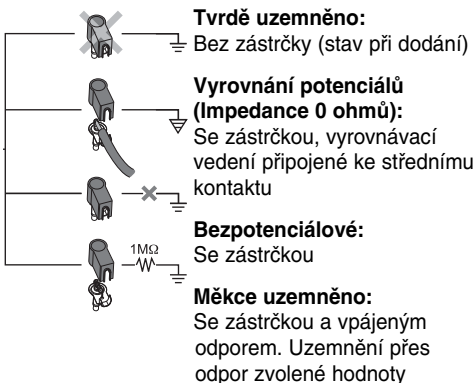 Tvrdě uzemněno:
Bez zástrčky (stav při dodání)
Vyrovnání potenciálů
(Impedance 0 ohmů):
Se zástrčkou, vyrovnávací
vedení připojené ke střednímu
kontaktu
Bezpotenciálové:
Se zástrčkou
1MΩ
Měkce uzemněno:
Se zástrčkou a vpájeným
odporem. Uzemnění přes
odpor zvolené hodnoty